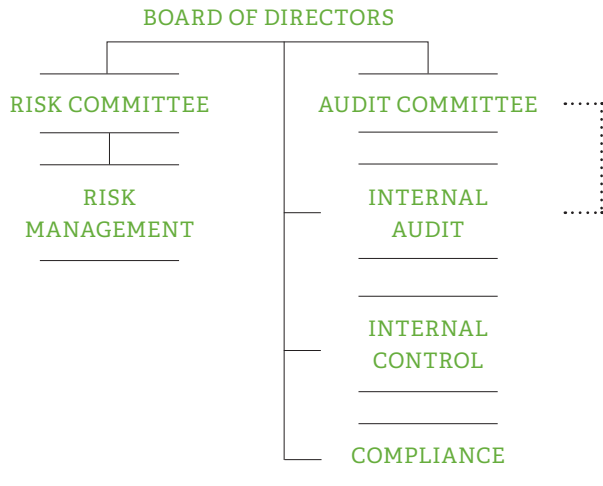 BOARD OF DIRECTORS
RISK COMMITTEE
AUDIT COMMITTEE
RISK
MANAGEMENT
INTERNAL
AUDIT
INTERNAL
CONTROL
COMPLIANCE